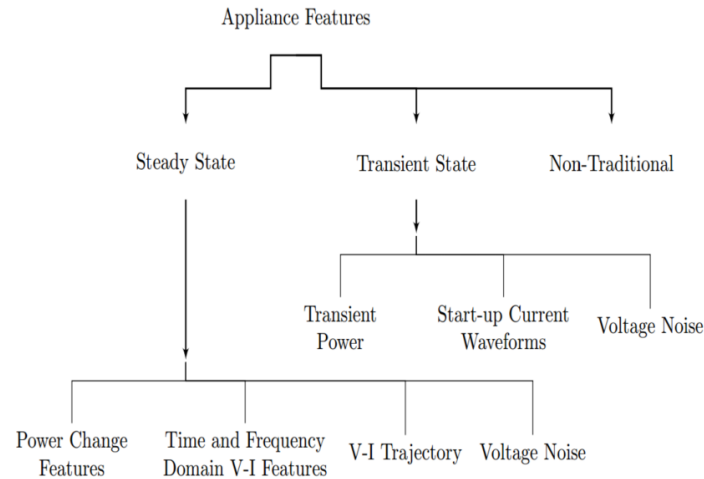 Appliance Features
Steady State
Transient State
Non-Traditional
Transient
Power
Start-up Current
Waveforms
Voltage Noise
Power Change
Features
Time and Frequency
Domain V-I Features
V-I Trajectory
Voltage Noise